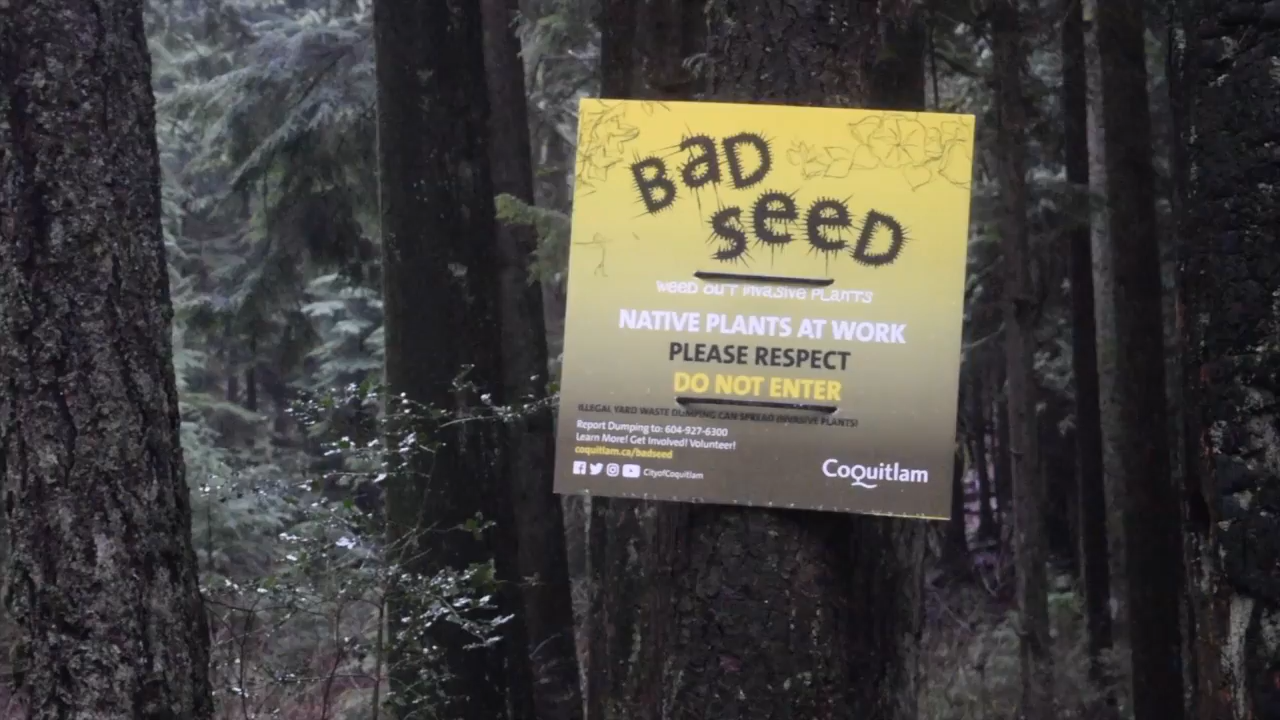 BaD
seeD
weeD ouT invasive PLanTs
NATIVE PLANTS AT WORK
PLEASE RESPECT
DO NOT ENTER
ILLEGAL YARD WASTE DUMPING CAN SPREAD INVASIVE PLANTS!
Report Dumping to: 604-927-6300
Learn More! Get Involved! Volunteer!
coquitlam.ca/badseed
CityofCoquitlam
Coquitlam